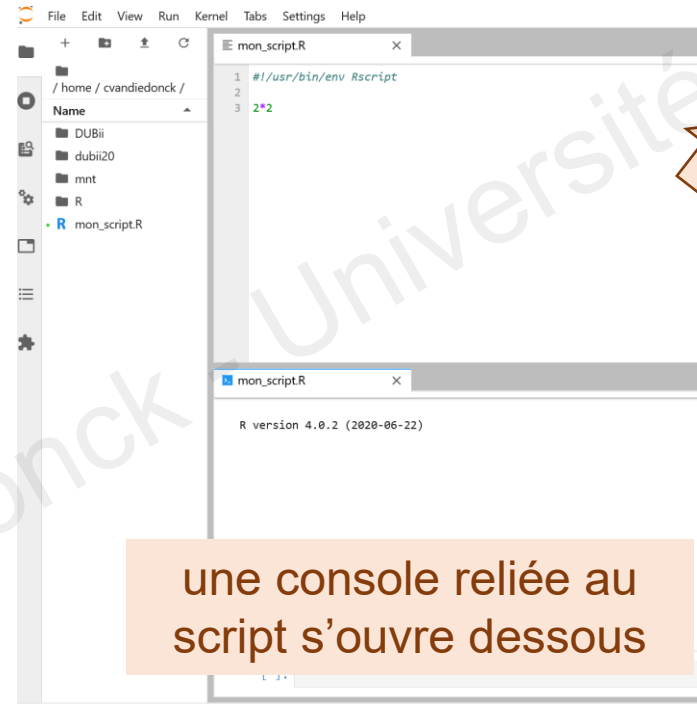 File Edit View Run Kernel Tabs Settings Help
mon_script.R
/ home / cvandiedonck /
Name
DUBii
dubii20
mnt
R
R mon_script.R
1 #!/usr/bin/env Rscript
2
3 2*2
mon_script.R
R version 4.0.2 (2020-06-22)
une console reliée au
script s’ouvre dessous
[ ]:
onck - Université